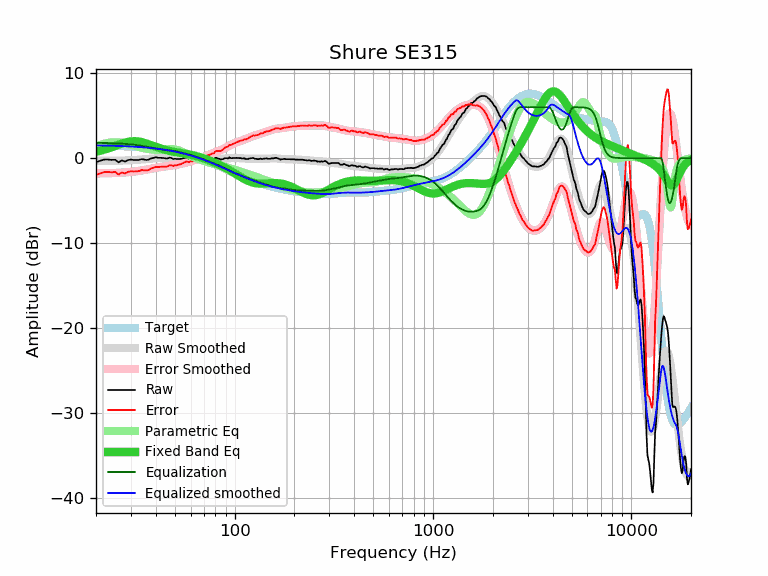 Shure SE315
Amplitude (dBr)
10
0
−10
−20
−30
−40
Target
Raw Smoothed
Error Smoothed
Raw
Error
Parametric Eq
Fixed Band Eq
Equalization
Equalized smoothed
100
1000
10000
Frequency (Hz)